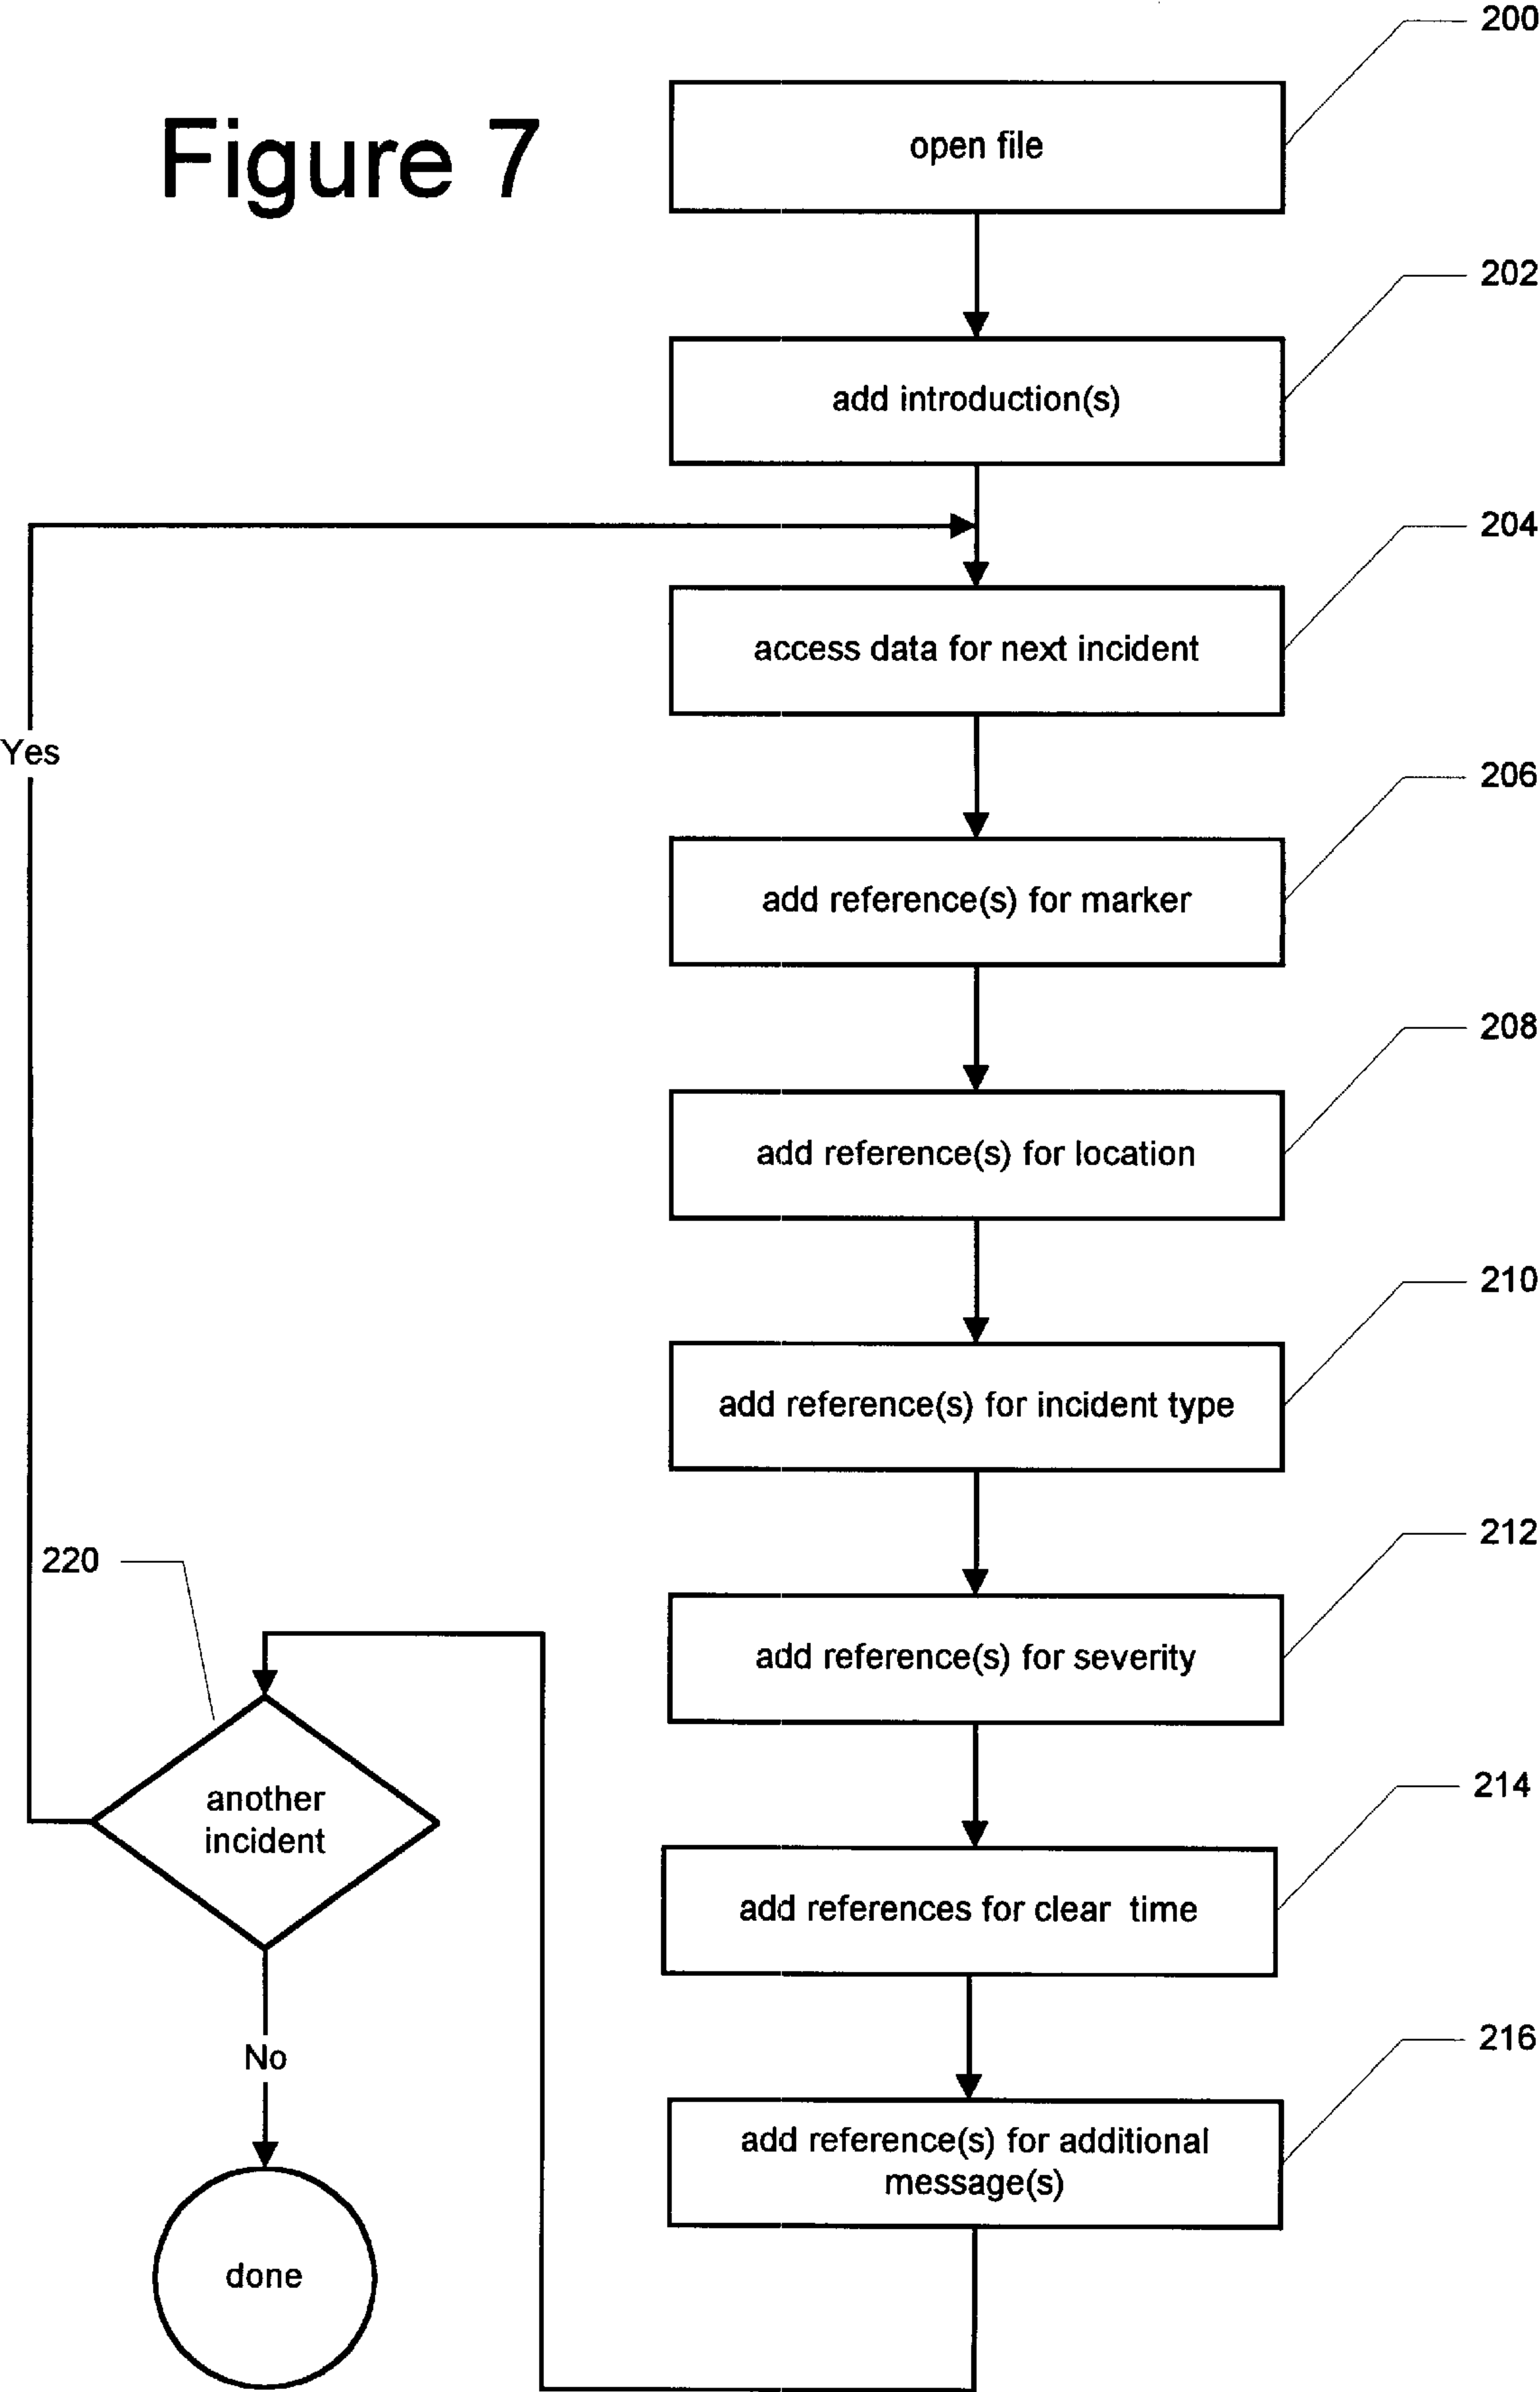 Figure 7
200
open file
202
add introduction(s)
204
access data for next incident
Yes
206
add reference(s) for marker
208
add reference(s) for location
210
add reference(s) for incident type
212
add reference(s) for severity
220
another
incident
214
add references for clear time
No
216
add reference(s) for additional
message(s)
done